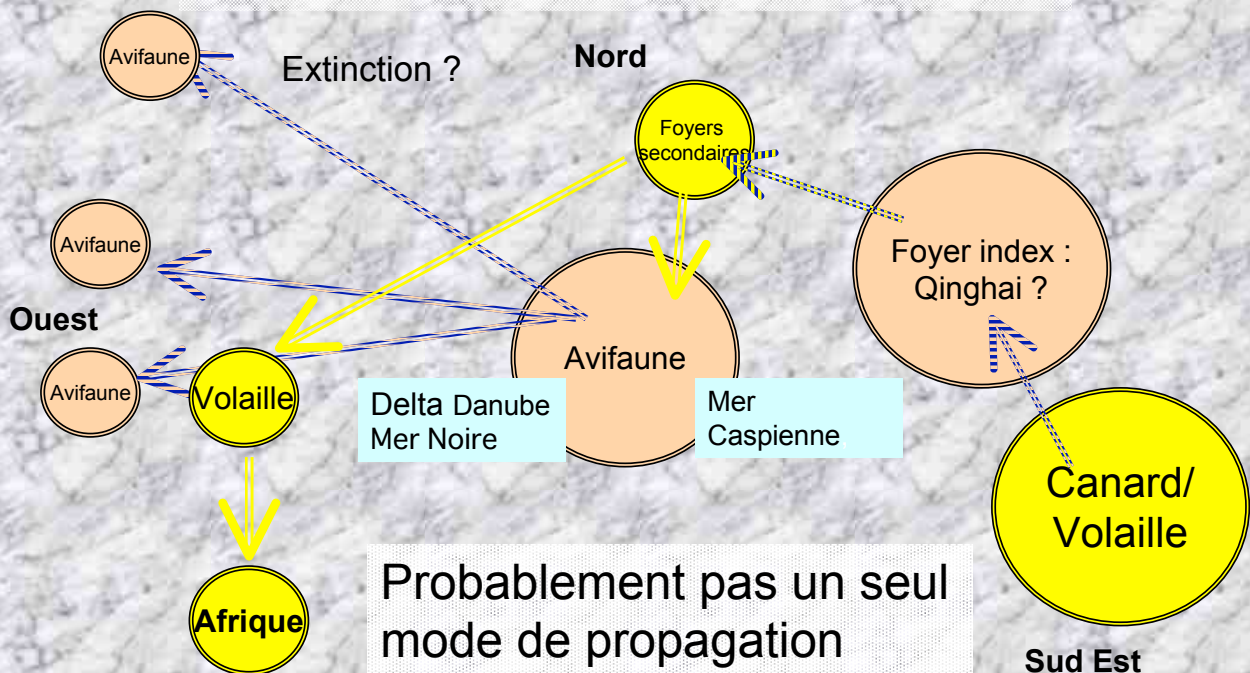 Avifaune
Extinction ?
Nord
Foyers
secondaires
Avifaune
Foyer index :
Qinghai ?
Ouest
Avifaune
Avifaune
Volaille
Delta Danube
Mer Noire
Mer
Caspienne
Canard/
Volaille
Afrique
Probablement pas un seul
mode de propagation
Sud Est